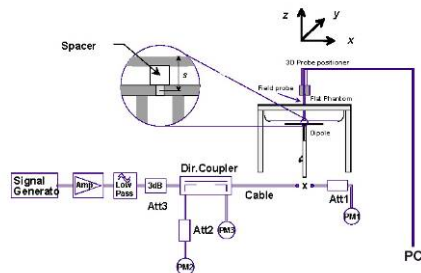 z
y
x
Spacer
s
3D Probe positioner
Field probe
Flat Phantom
Dipole
Signal
Generato
Amp
Low
Pass
3dB
Att3
Dir.Coupler
Cable
x
Att1
PM1
Att2
PM3
PM2
PC